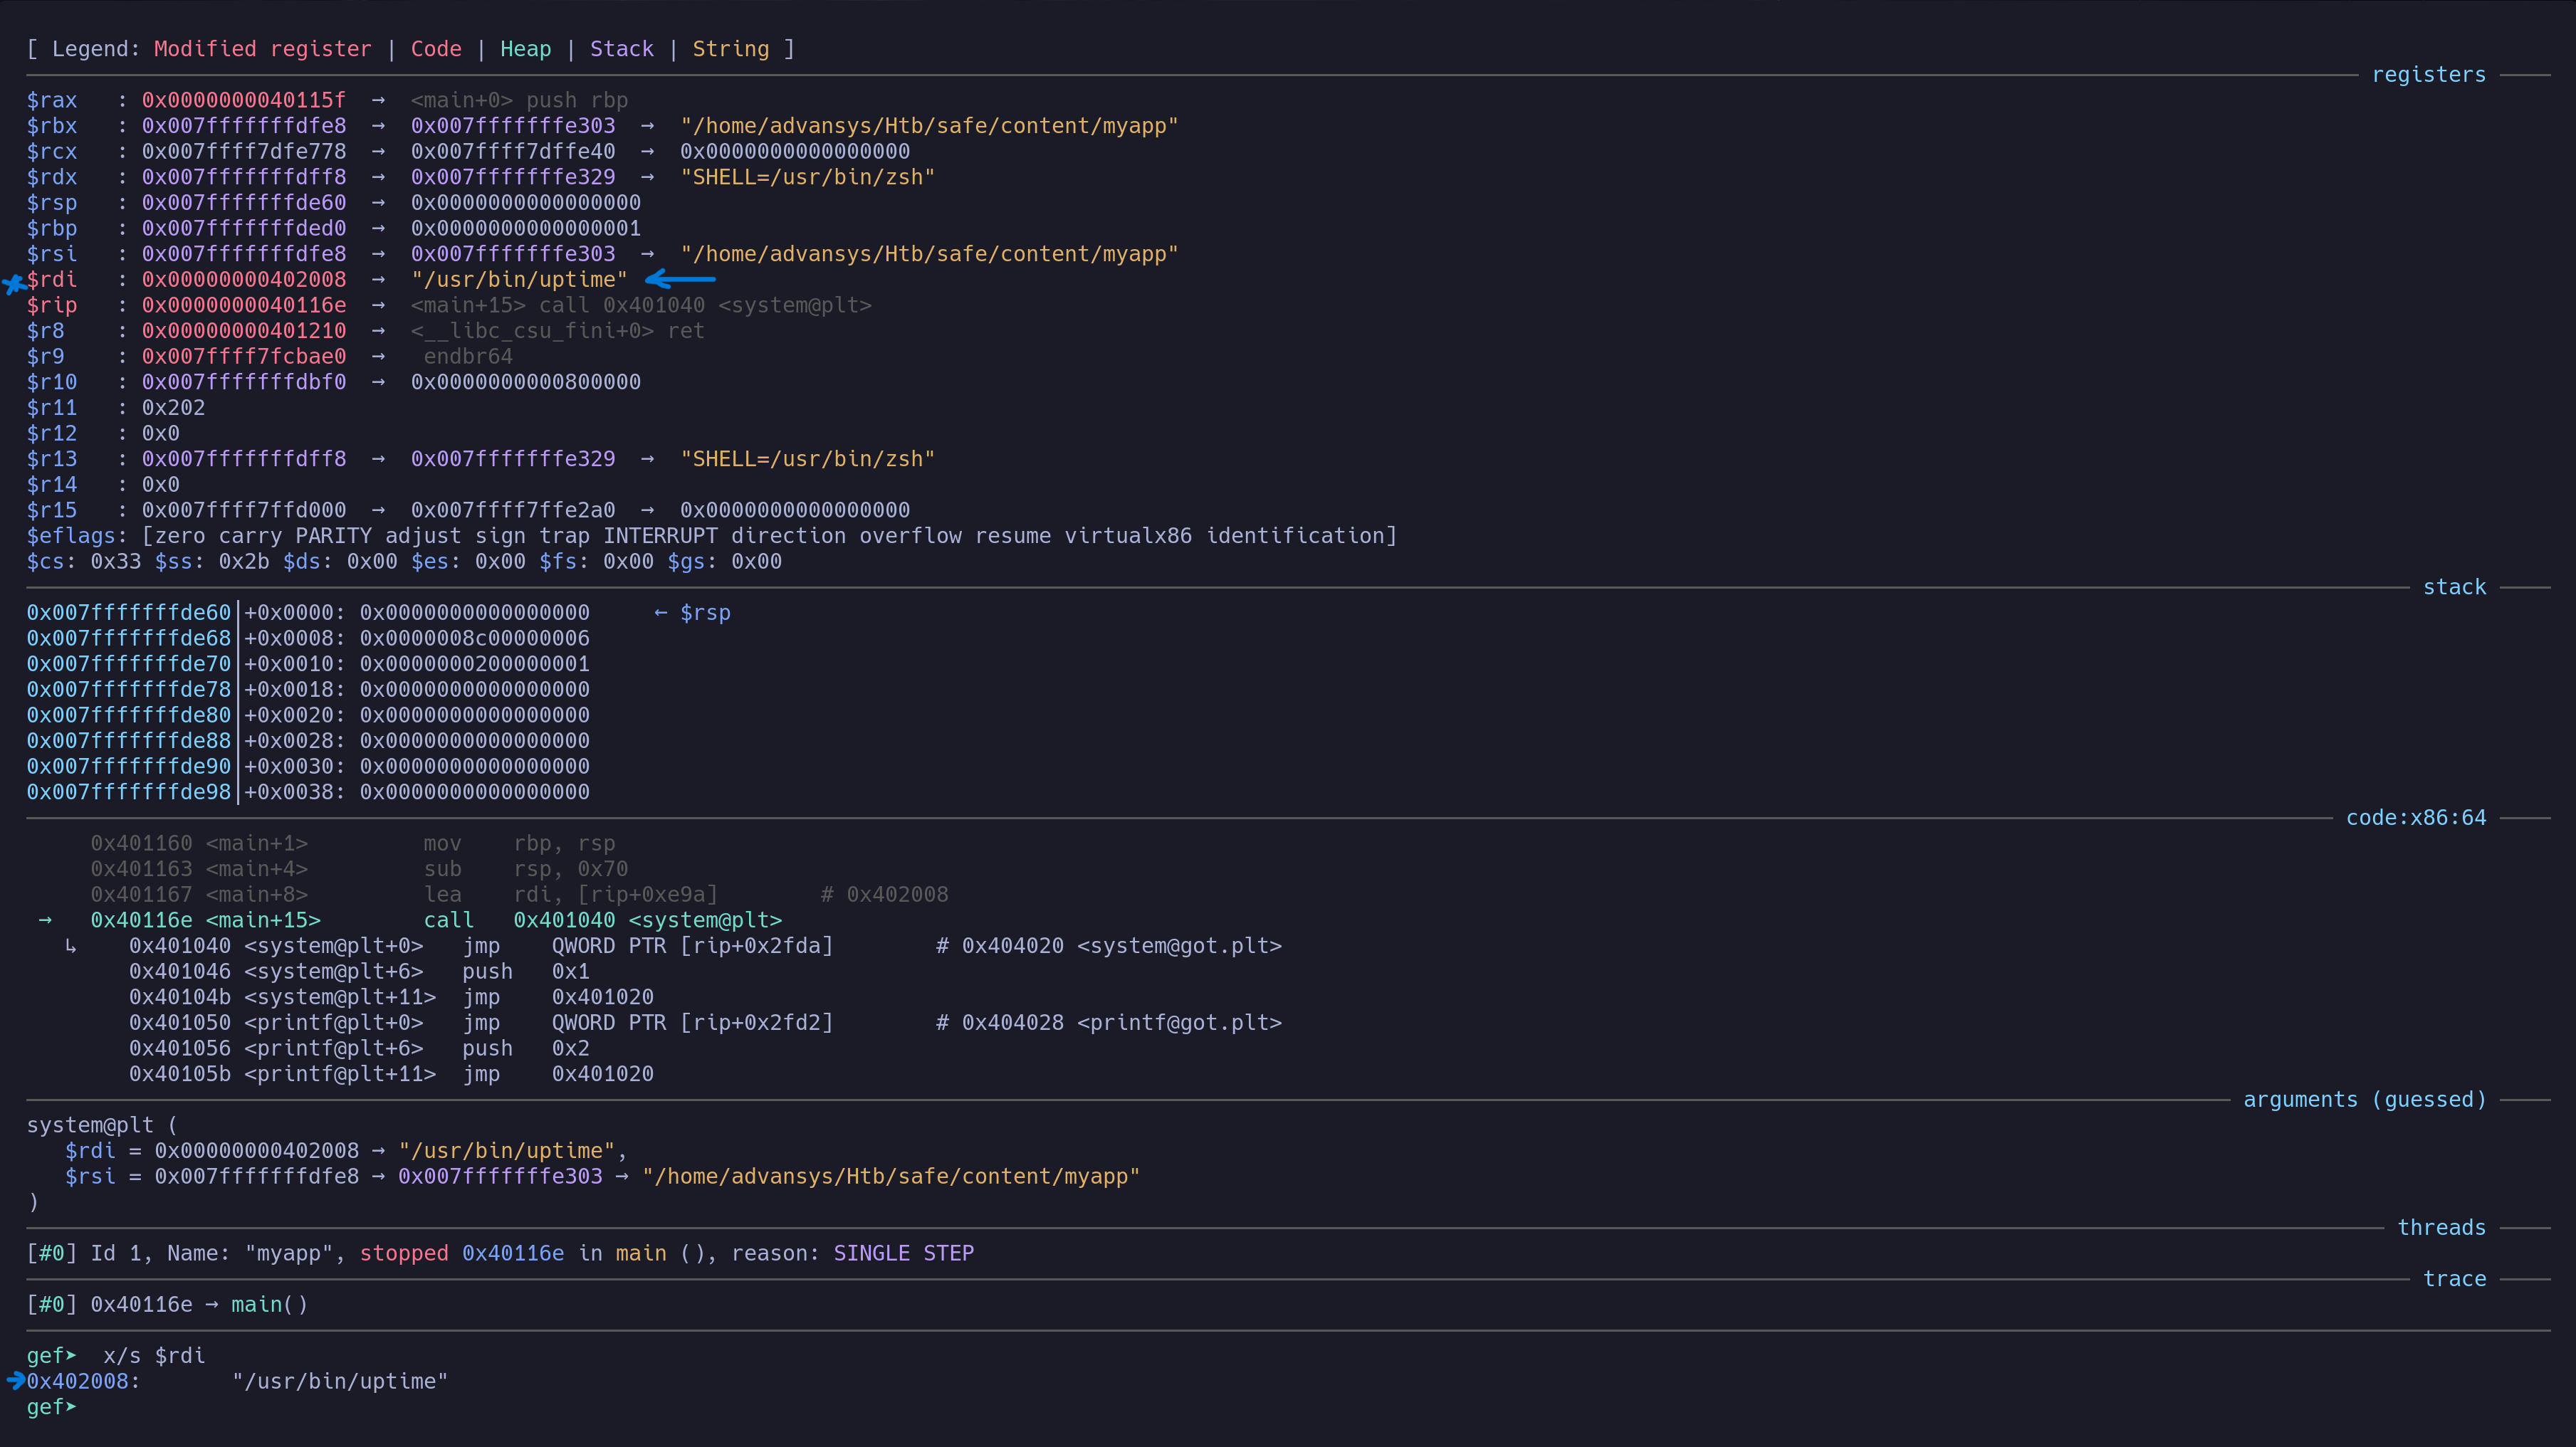 [ Legend: Modified register | Code | Heap | Stack | String ]
registers
$rax   : 0x0000000040115f  →  <main+0> push rbp
$rbx   : 0x007fffffffdfe8  →  0x007fffffffe303  →  "/home/advansys/Htb/safe/content/myapp"
$rcx   : 0x007ffff7dfe778  →  0x007ffff7dffe40  →  0x0000000000000000
$rdx   : 0x007fffffffdff8  →  0x007fffffffe329  →  "SHELL=/usr/bin/zsh"
$rsp   : 0x007fffffffde60  →  0x0000000000000000
$rbp   : 0x007fffffffded0  →  0x0000000000000001
$rsi   : 0x007fffffffdfe8  →  0x007fffffffe303  →  "/home/advansys/Htb/safe/content/myapp"
$rdi   : 0x00000000402008  →  "/usr/bin/uptime"
$rip   : 0x0000000040116e  →  <main+15> call 0x401040 <system@plt>
$r8    : 0x00000000401210  →  <__libc_csu_fini+0> ret
$r9    : 0x007ffff7fcbae0  →   endbr64
$r10   : 0x007fffffffdbf0  →  0x0000000000800000
$r11   : 0x202
$r12   : 0x0
$r13   : 0x007fffffffdff8  →  0x007fffffffe329  →  "SHELL=/usr/bin/zsh"
$r14   : 0x0
$r15   : 0x007ffff7ffd000  →  0x007ffff7ffe2a0  →  0x0000000000000000
$eflags: [zero carry PARITY adjust sign trap INTERRUPT direction overflow resume virtualx86 identification]
$cs: 0x33 $ss: 0x2b $ds: 0x00 $es: 0x00 $fs: 0x00 $gs: 0x00
stack
0x007fffffffde60│+0x0000: 0x0000000000000000     ← $rsp
0x007fffffffde68│+0x0008: 0x0000008c00000006
0x007fffffffde70│+0x0010: 0x0000000200000001
0x007fffffffde78│+0x0018: 0x0000000000000000
0x007fffffffde80│+0x0020: 0x0000000000000000
0x007fffffffde88│+0x0028: 0x0000000000000000
0x007fffffffde90│+0x0030: 0x0000000000000000
0x007fffffffde98│+0x0038: 0x0000000000000000
code:x86:64
0x401160 <main+1>         mov    rbp, rsp
0x401163 <main+4>         sub    rsp, 0x70
0x401167 <main+8>         lea    rdi, [rip+0xe9a]        # 0x402008
→   0x40116e <main+15>        call   0x401040 <system@plt>
↳    0x401040 <system@plt+0>   jmp    QWORD PTR [rip+0x2fda]        # 0x404020 <system@got.plt>
0x401046 <system@plt+6>   push   0x1
0x40104b <system@plt+11>  jmp    0x401020
0x401050 <printf@plt+0>   jmp    QWORD PTR [rip+0x2fd2]        # 0x404028 <printf@got.plt>
0x401056 <printf@plt+6>   push   0x2
0x40105b <printf@plt+11>  jmp    0x401020
arguments (guessed)
system@plt (
   $rdi = 0x00000000402008 → "/usr/bin/uptime",
   $rsi = 0x007fffffffdfe8 → 0x007fffffffe303 → "/home/advansys/Htb/safe/content/myapp"
)
threads
[#0] Id 1, Name: "myapp", stopped 0x40116e in main (), reason: SINGLE STEP
trace
[#0] 0x40116e → main()
gef➤  x/s $rdi
0x402008:       "/usr/bin/uptime"
gef➤